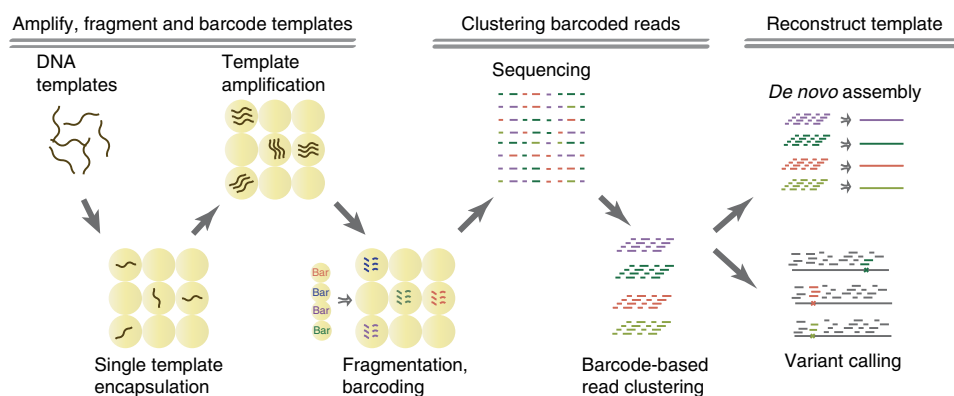 Amplify, fragment and barcode templates
Clustering barcoded reads
Reconstruct template
DNA
templates
Template
amplification
Sequencing
De novo assembly
Bar
Bar
Bar
Bar
Single template
encapsulation
Fragmentation,
barcoding
Barcode-based
read clustering
Variant calling